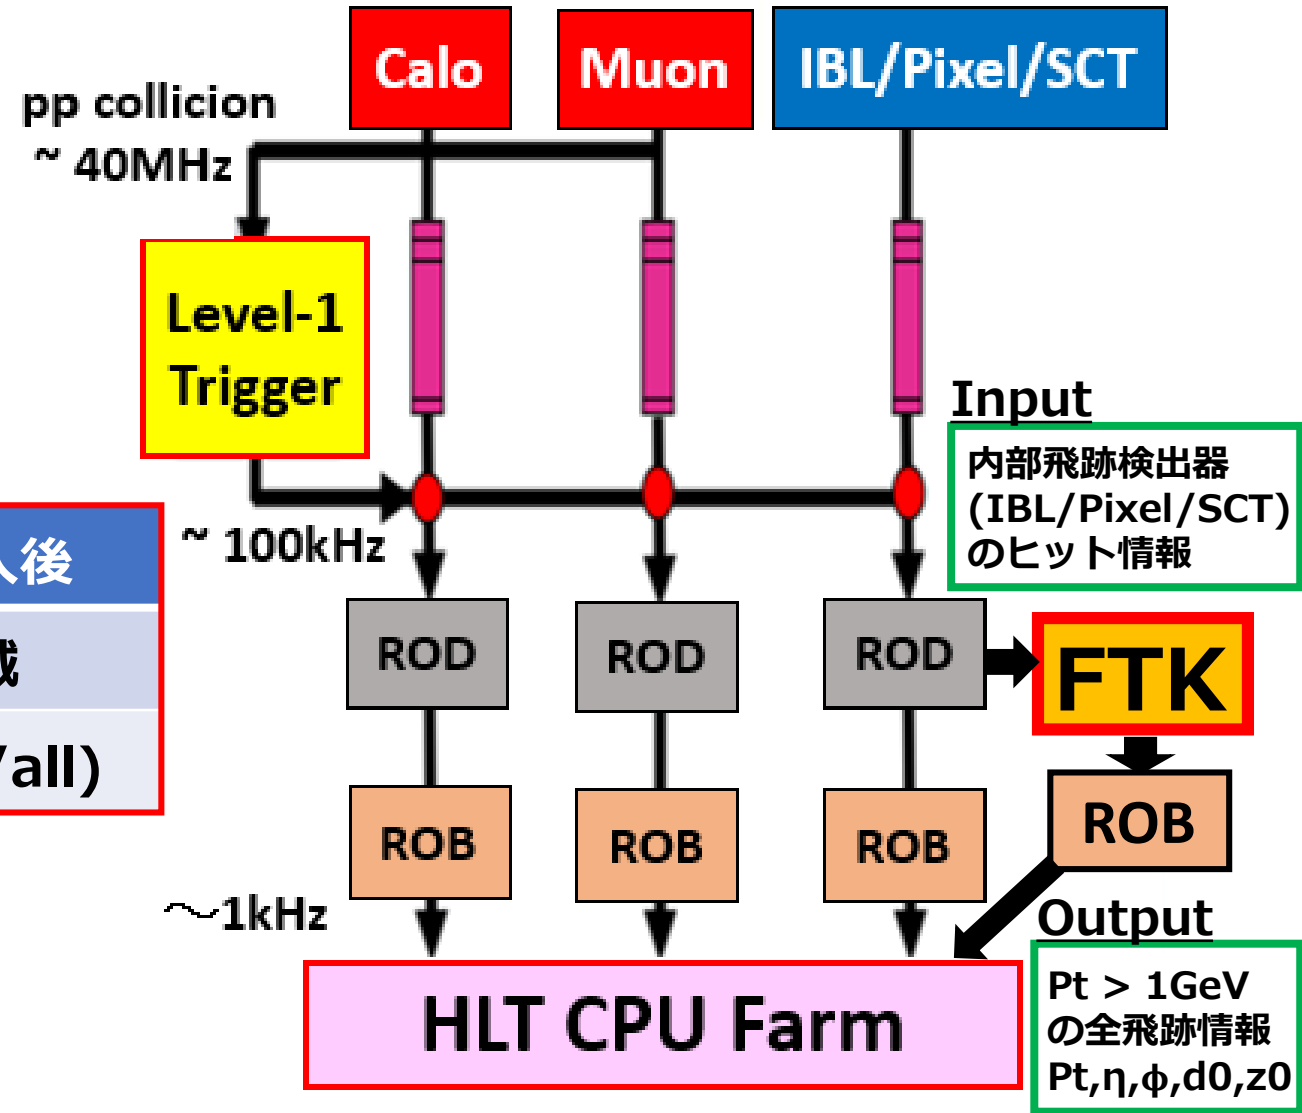 Calo
Muon
IBL/Pixel/SCT
pp collicion
~ 40MHz
Level-1
Trigger
Input
内部飛跡検出器
(IBL/Pixel/SCT)
のヒット情報
~ 100kHz
後
/all)
ROD
ROD
ROD
FTK
ROB
ROB
ROB
ROB
～1kHz
Output
HLT CPU Farm
Pt > 1GeV
の全飛跡情報
Pt,η,φ,d0,z0